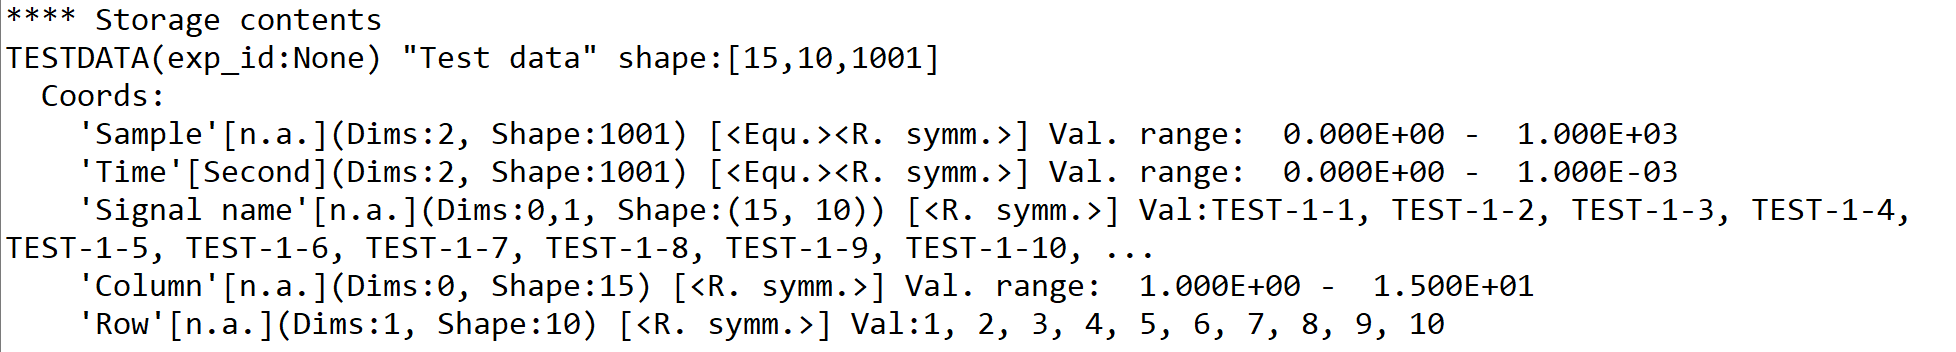 **** Storage contents
TESTDATA(exp_id:None) "Test data" shape:[15,10,1001]
  Coords:
    'Sample'[n.a.](Dims:2, Shape:1001) [<Equ.><R. symm.>] Val. range:  0.000E+00 -  1.000E+03
    'Time'[Second](Dims:2, Shape:1001) [<Equ.><R. symm.>] Val. range:  0.000E+00 -  1.000E-03
    'Signal name'[n.a.](Dims:0,1, Shape:(15, 10)) [<R. symm.>] Val:TEST-1-1, TEST-1-2, TEST-1-3, TEST-1-4,
TEST-1-5, TEST-1-6, TEST-1-7, TEST-1-8, TEST-1-9, TEST-1-10, ...
    'Column'[n.a.](Dims:0, Shape:15) [<R. symm.>] Val. range:  1.000E+00 -  1.500E+01
    'Row'[n.a.](Dims:1, Shape:10) [<R. symm.>] Val:1, 2, 3, 4, 5, 6, 7, 8, 9, 10